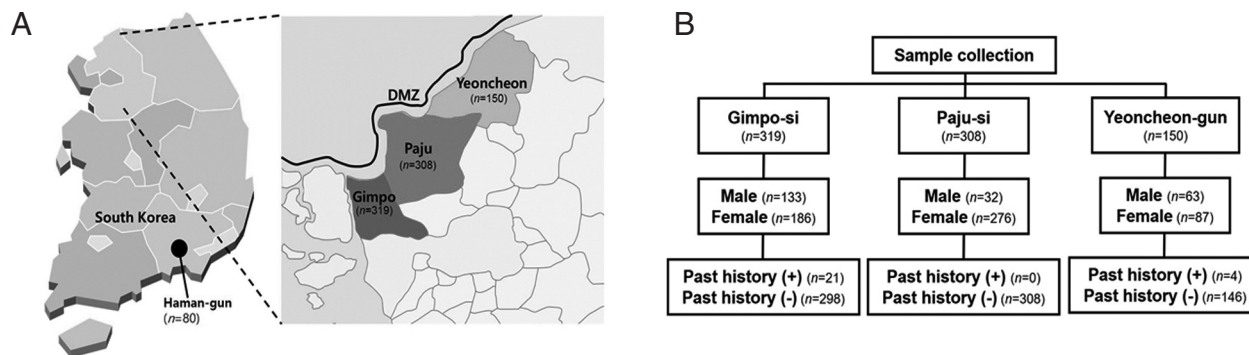 A
South Korea
Haman-gun
(n=80)
DMZ
Yeoncheon
(n=150)
Paju
(n=308)
Gimpo
(n=319)
B
Sample collection
Gimpo-si
(n=319)
Paju-si
(n=308)
Yeoncheon-gun
(n=150)
Male (n=133)
Female (n=186)
Male (n=32)
Female (n=276)
Male (n=63)
Female (n=87)
Past history (+) (n=21)
Past history (-) (n=298)
Past history (+) (n=0)
Past history (-) (n=308)
Past history (+) (n=4)
Past history (-) (n=146)